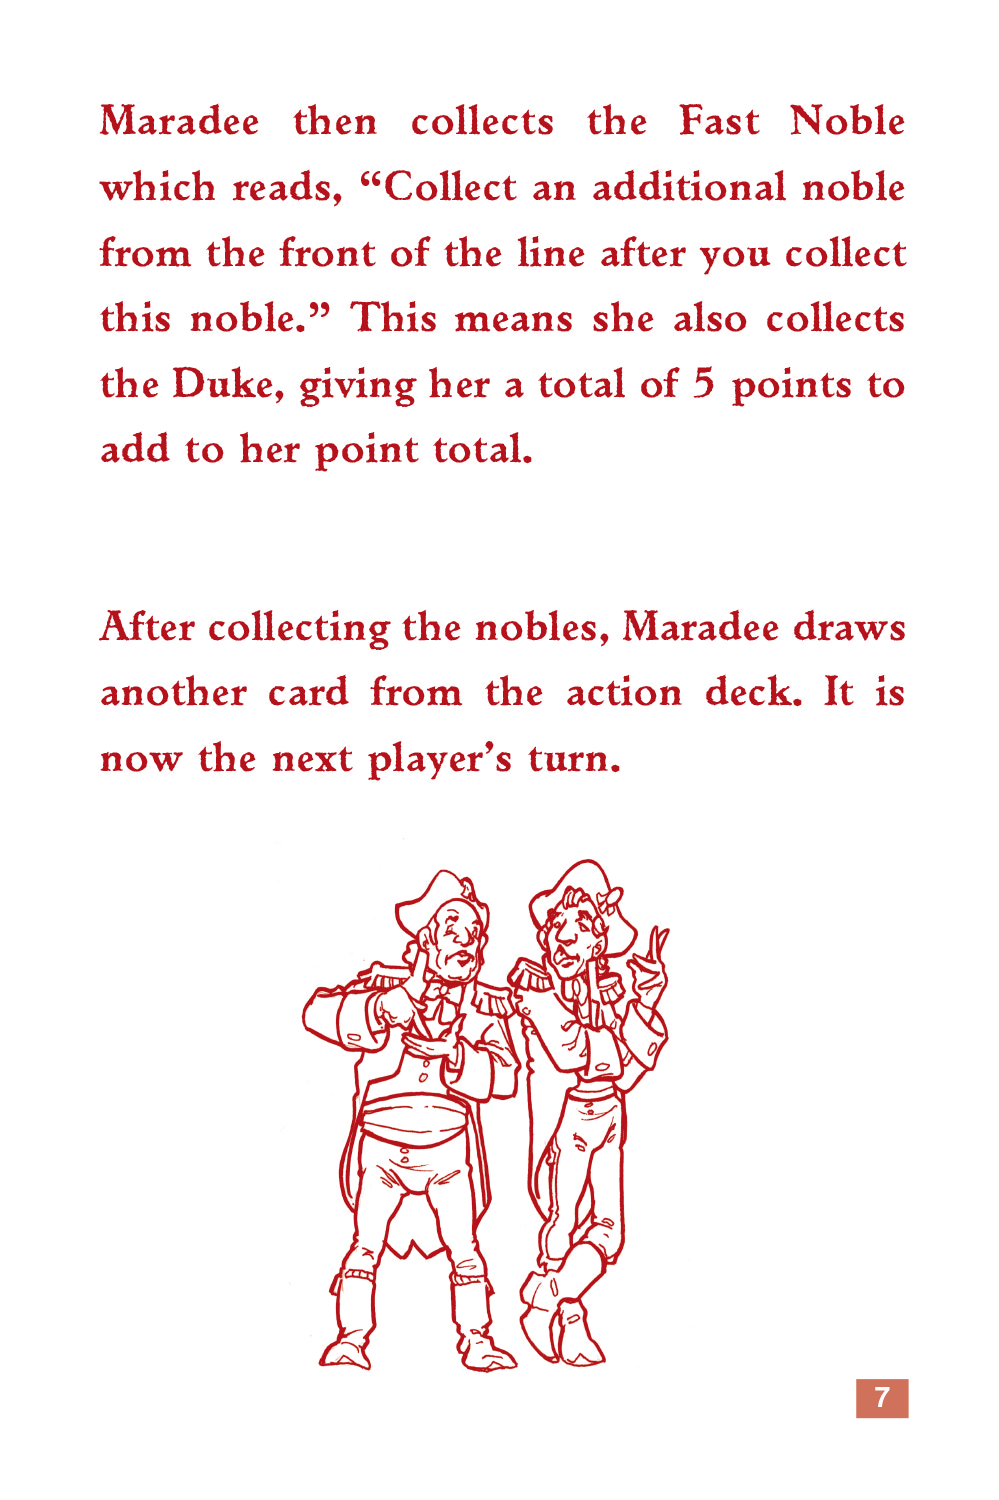 Maradee then collects the Fast Noble
which reads, “Collect an additional noble
from the front of the line after you collect
this noble.” This means she also collects
the Duke, giving her a total of 5 points to
add to her point total.
After collecting the nobles, Maradee draws
another card from the action deck. It is
now the next player’s turn.
7